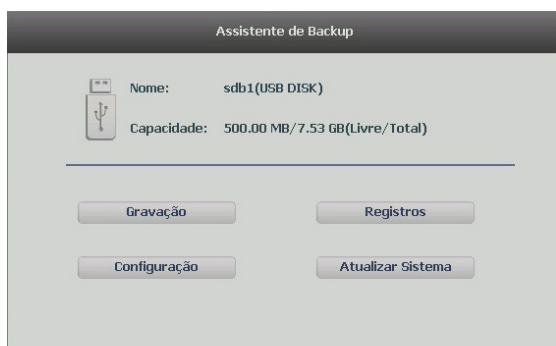 Assistente de Backup
Nome: sdb1(USB DISK)
Capacidade: 500.00 MB/7.53 GB(Livre/Total)
Gravação Registros
Configuração Atualizar Sistema